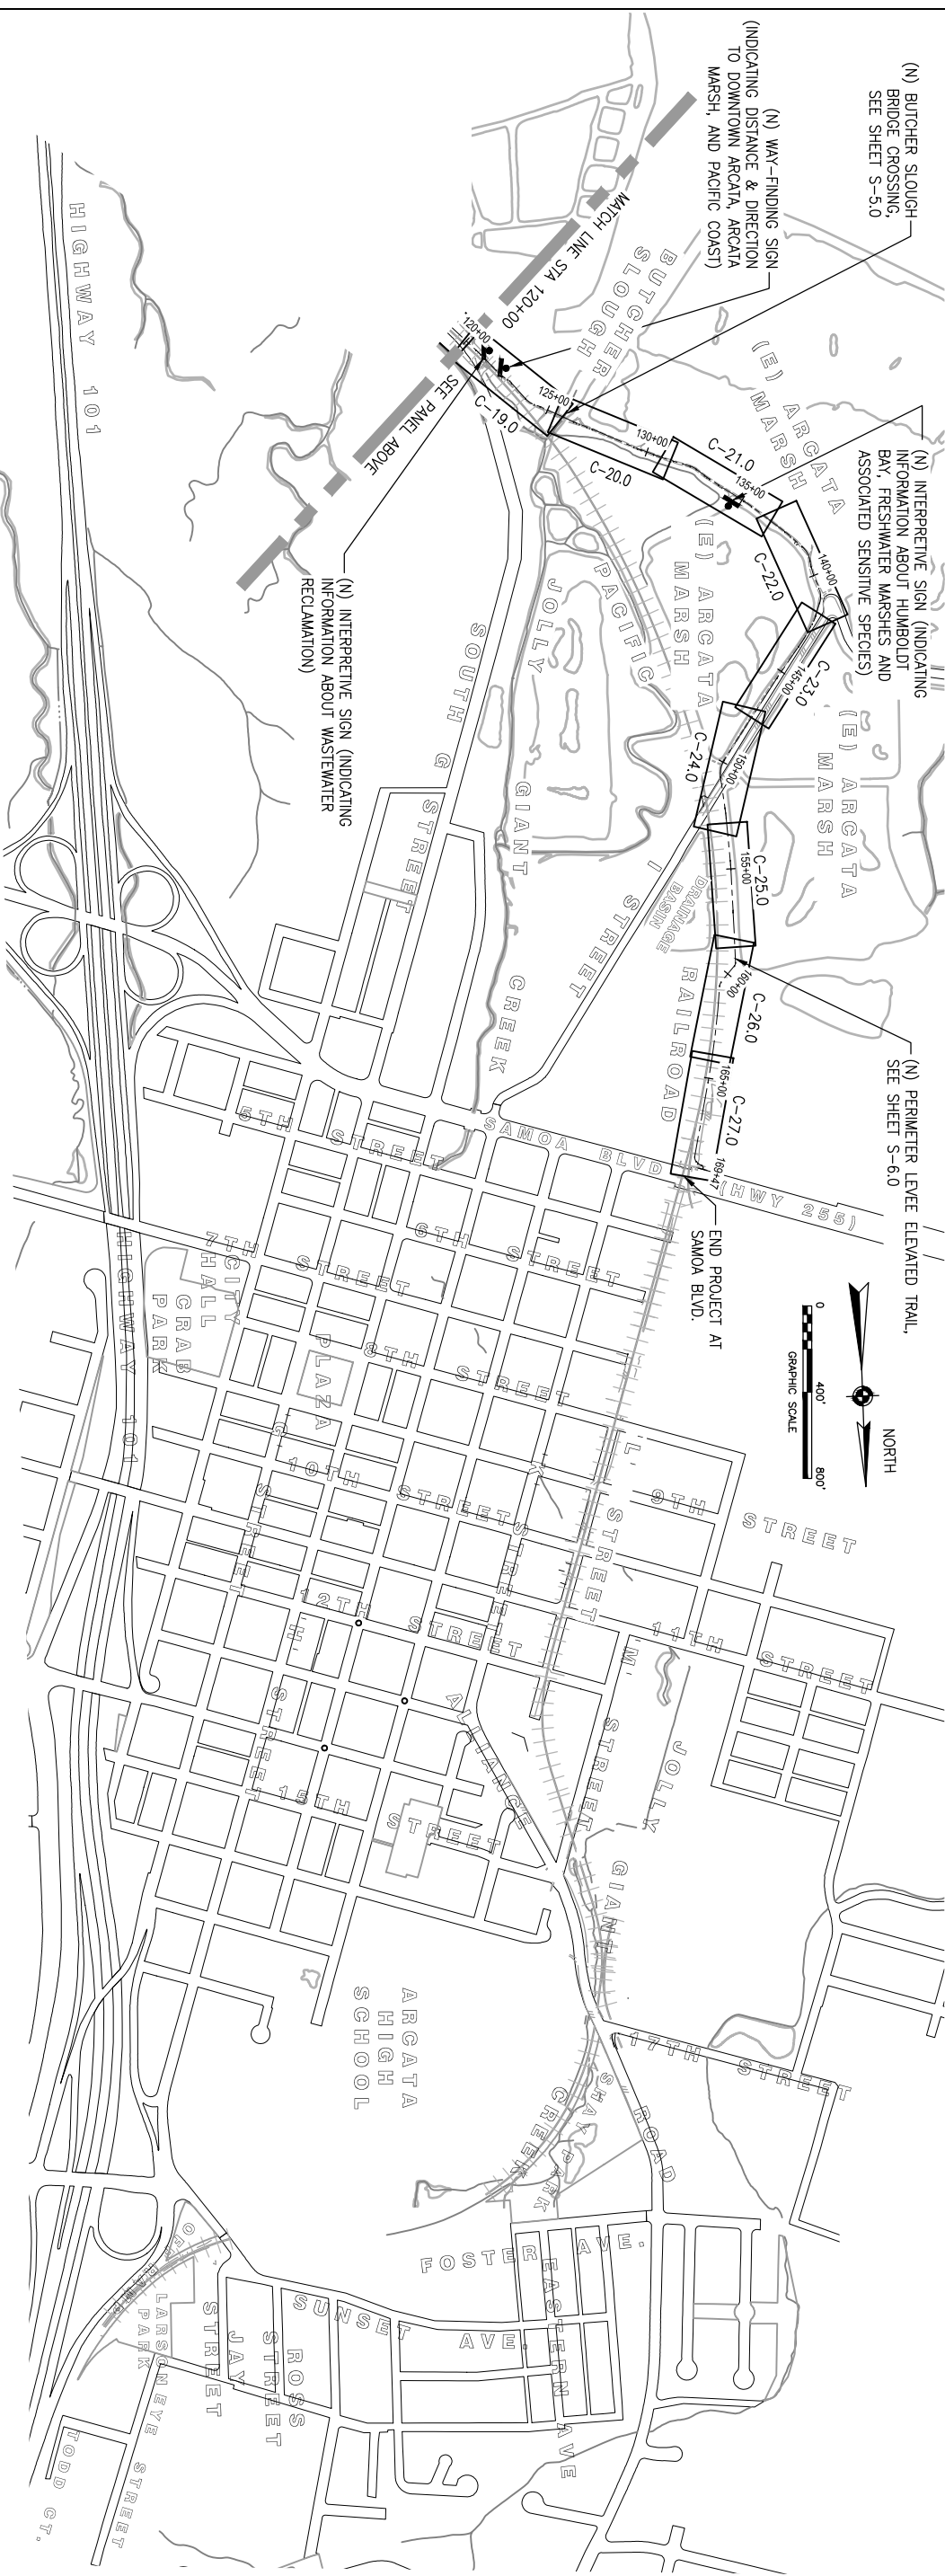 (N) BUTCHER SLOUGH
BRIDGE CROSSING,
SEE SHEET S-5.0
(N) WAY-FINDING SIGN
(INDICATING DISTANCE & DIRECTION
TO DOWNTOWN ARCATA, ARCATA
MARSH, AND PACIFIC COAST)
(N) INTERPRETIVE SIGN (INDICATING
INFORMATION ABOUT HUMBOLDT
BAY, FRESHWATER MARSHES AND
ASSOCIATED SENSITIVE SPECIES)
(N) PERIMETER LEVEE ELEVATED TRAIL,
SEE SHEET S-6.0
END PROJECT AT
SAMOA BLVD.
NORTH
0
400'
800'
GRAPHIC SCALE
MATCH LINE STA 120+00
SEE PANEL ABOVE
(N) INTERPRETIVE SIGN (INDICATING
INFORMATION ABOUT WASTEWATER
RECLAMATION)
BUTCHER
SLOUGH
(E) ARCATA
MARSH
(E) ARCATA
MARSH
(E) ARCATA
MARSH
120+00
125+00
130+00
135+00
140+00
145+00
150+00
155+00
160+00
165+00
169+47
C-19.0
C-20.0
C-21.0
C-22.0
C-23.0
C-24.0
C-25.0
C-26.0
C-27.0
DRAINAGE
BASIN
PACIFIC
RAILROAD
JOLLY GIANT CREEK
I STREET
SOUTH G STREET
HIGHWAY 101
SAMOA BLVD (HWY 255)
5TH STREET
6TH STREET
7TH STREET
8TH STREET
9TH STREET
10TH STREET
11TH STREET
12TH STREET
15TH STREET
17TH STREET
CITY
HALL
CRAB
PARK
PLAZA
HIGHWAY 101
'G' STREET
'H' STREET
'K' STREET
'L' STREET
'M' STREET
ALLIANCE
ROAD
JOLLY GIANT
CREEK
SHAY PARK
ARCATA
HIGH
SCHOOL
FOSTER AVE.
SUNSET AVE.
EASTERN AVE
ROSS
STREET
JAY
STREET
LARSON
PARK
EYE STREET
TODD CT.